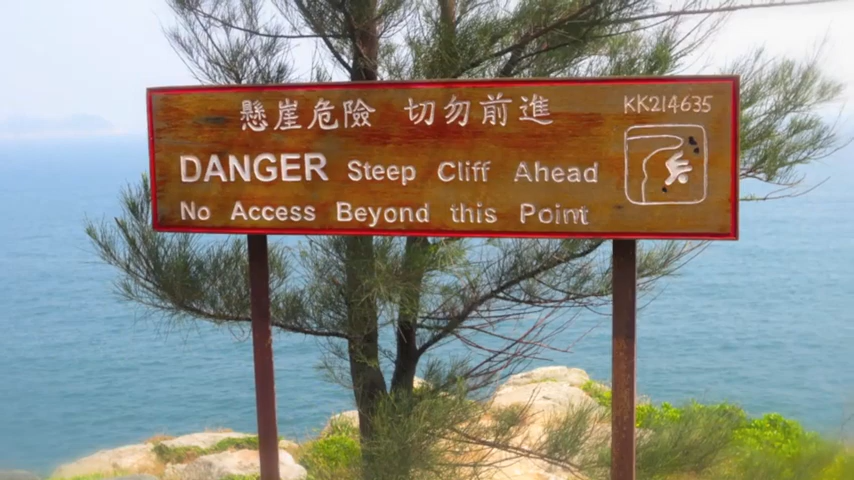 懸崖危險 切勿前進 KK214635
DANGER Steep Cliff Ahead
No Access Beyond this Point